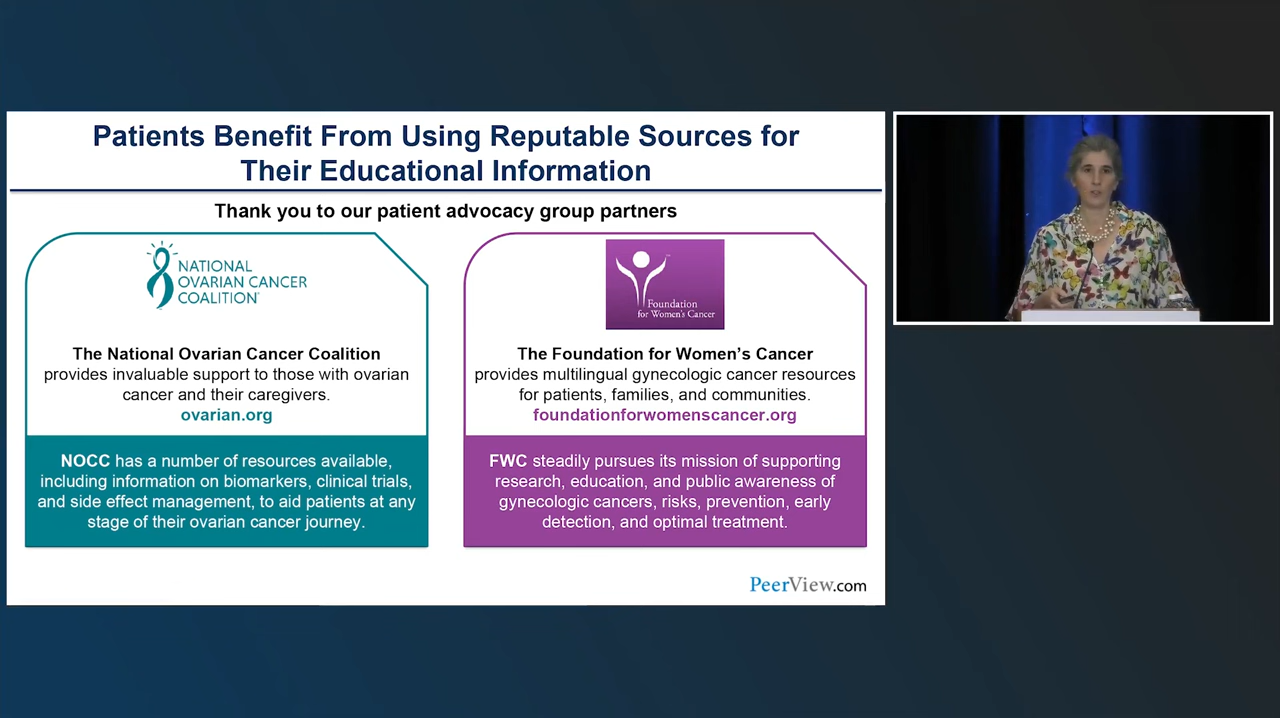 Patients Benefit From Using Reputable Sources for
Their Educational Information
Thank you to our patient advocacy group partners
NATIONAL
OVARIAN CANCER
COALITION
The National Ovarian Cancer Coalition
provides invaluable support to those with ovarian
cancer and their caregivers.
ovarian.org
NOCC has a number of resources available,
including information on biomarkers, clinical trials,
and side effect management, to aid patients at any
stage of their ovarian cancer journey.
Foundation
for Women's Cancer
The Foundation for Women's Cancer
provides multilingual gynecologic cancer resources
for patients, families, and communities.
foundationforwomenscancer.org
FWC steadily pursues its mission of supporting
research, education, and public awareness of
gynecologic cancers, risks, prevention, early
detection, and optimal treatment.
PeerView.com